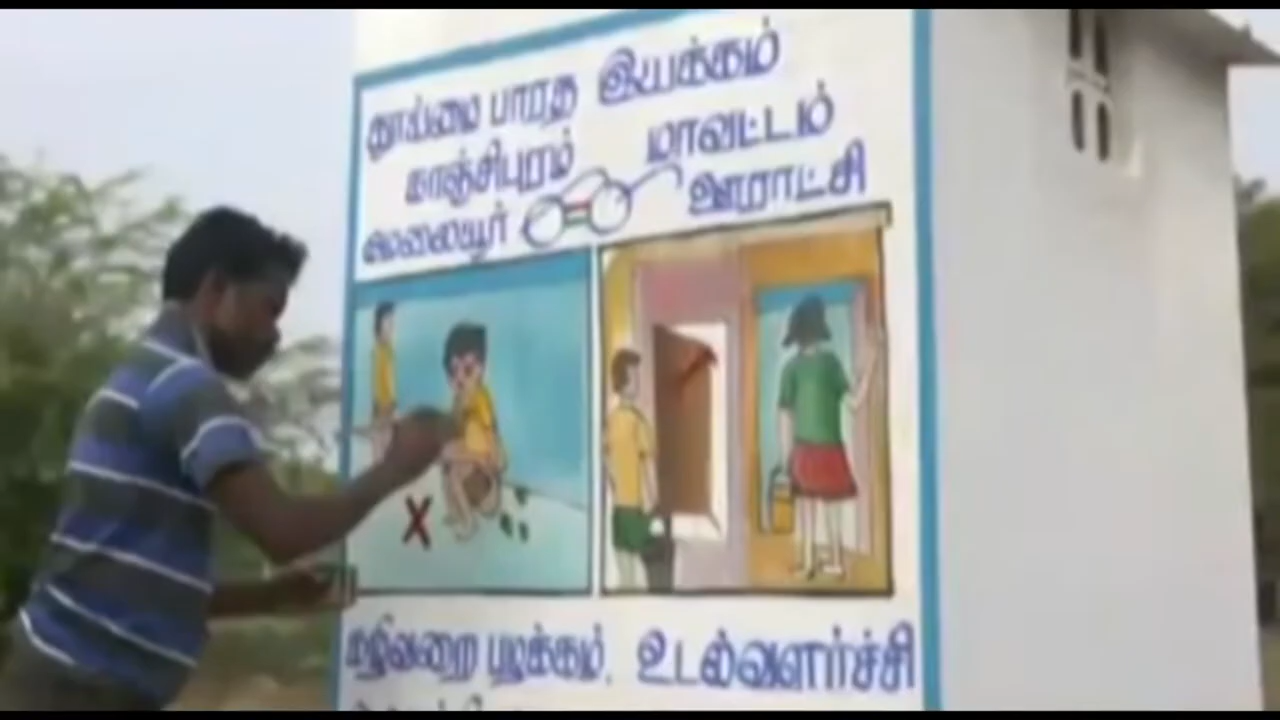 தூய்மை பாரத இயக்கம்
காஞ்சிபுரம் மாவட்டம்
ஊராட்சி
கழிவறை பழக்கம், உடல்வளர்ச்சி